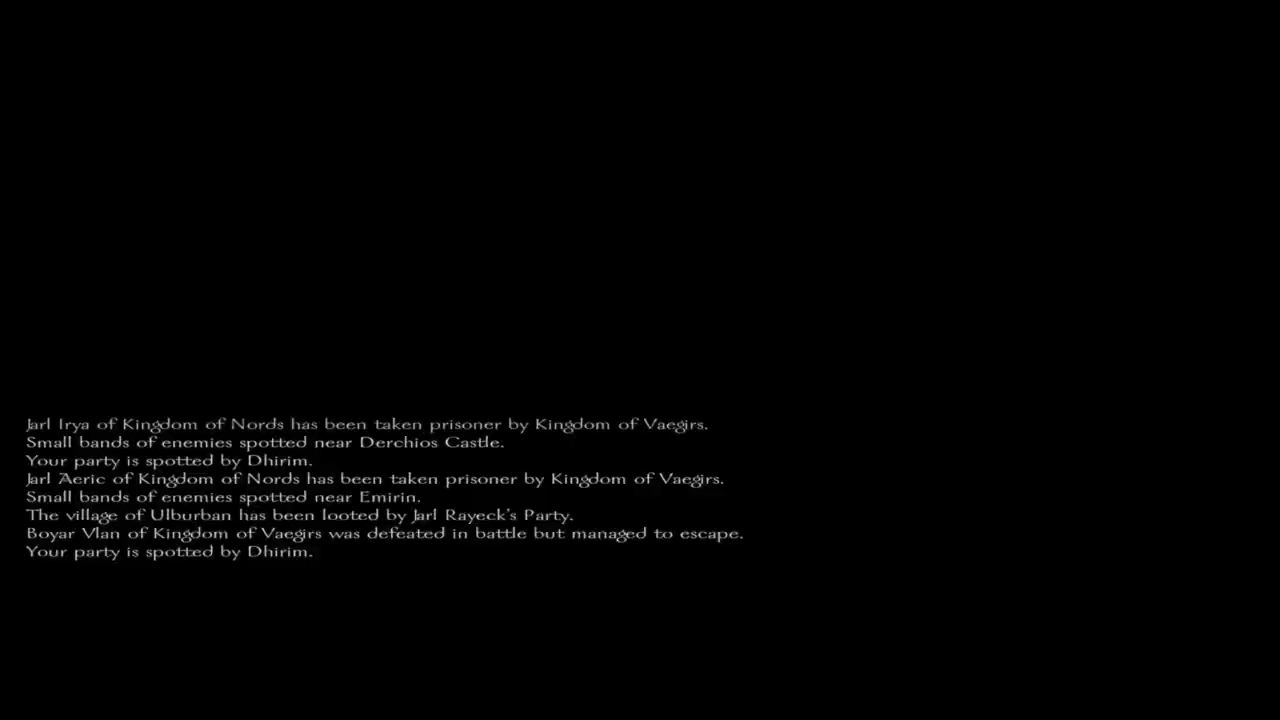 Jarl Irya of Kingdom of Nords has been taken prisoner by Kingdom of Vaegirs.
Small bands of enemies spotted near Derchios Castle.
Your party is spotted by Dhirim.
Jarl Aeric of Kingdom of Nords has been taken prisoner by Kingdom of Vaegirs.
Small bands of enemies spotted near Emirin.
The village of Ulburban has been looted by Jarl Rayeck's Party.
Boyar Vlan of Kingdom of Vaegirs was defeated in battle but managed to escape.
Your party is spotted by Dhirim.